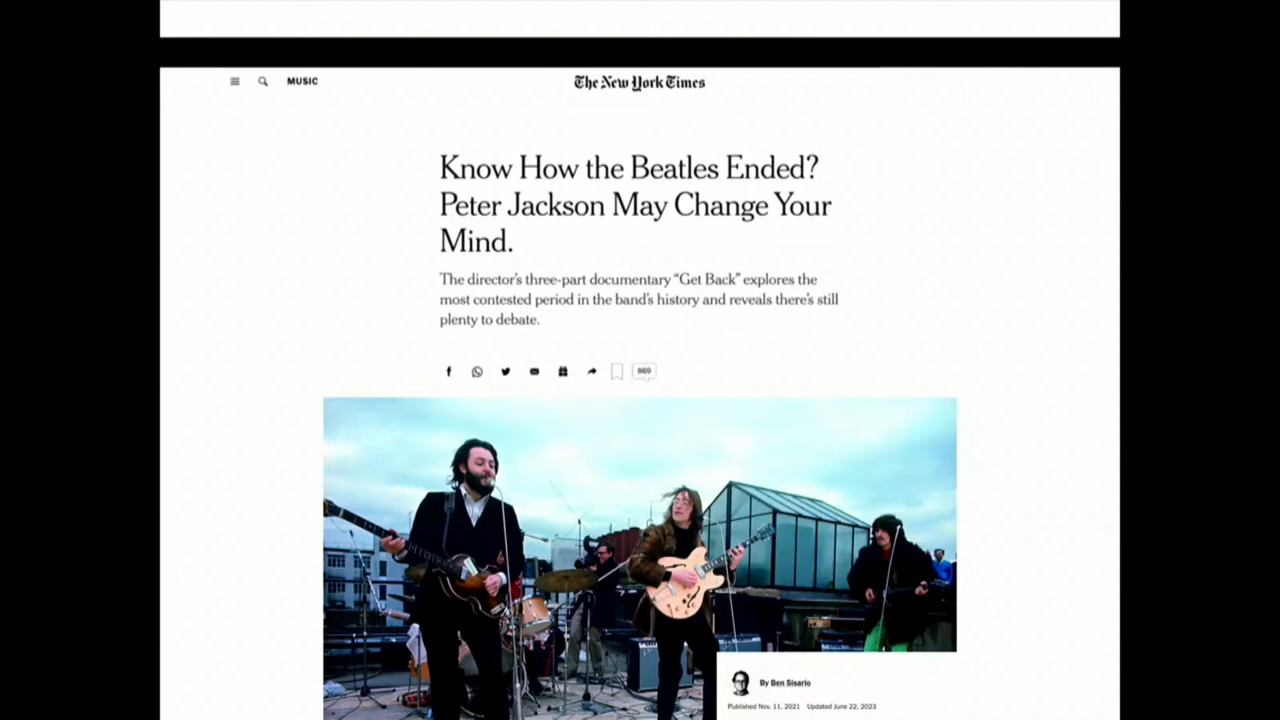 MUSIC
The New York Times
Know How the Beatles Ended?
Peter Jackson May Change Your
Mind.
The director's three-part documentary “Get Back” explores the
most contested period in the band's history and reveals there's still
plenty to debate.
869
By Ben Sisario
Published Nov. 11, 2021 Updated June 22, 2023